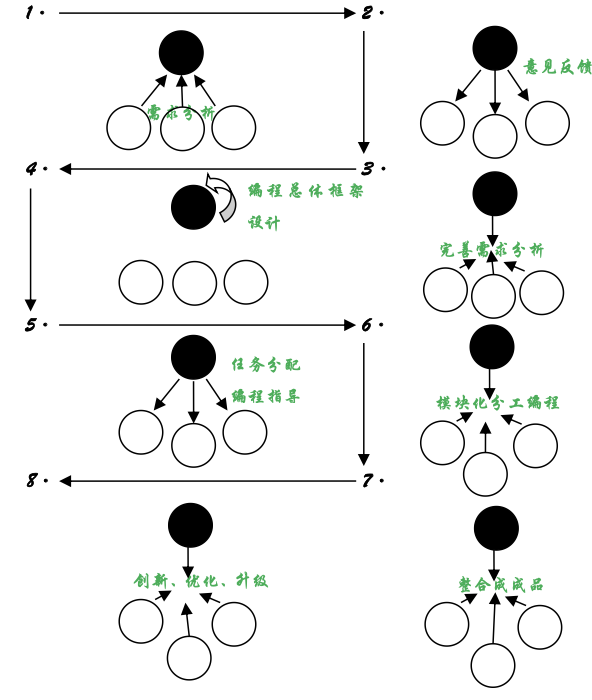 1·
2·
需求分析
意见反馈
4·
3·
编程总体框架
设计
完善需求分析
5·
6·
任务分配
编程指导
模块化分工编程
8·
7·
创新、优化、升级
整合成成品